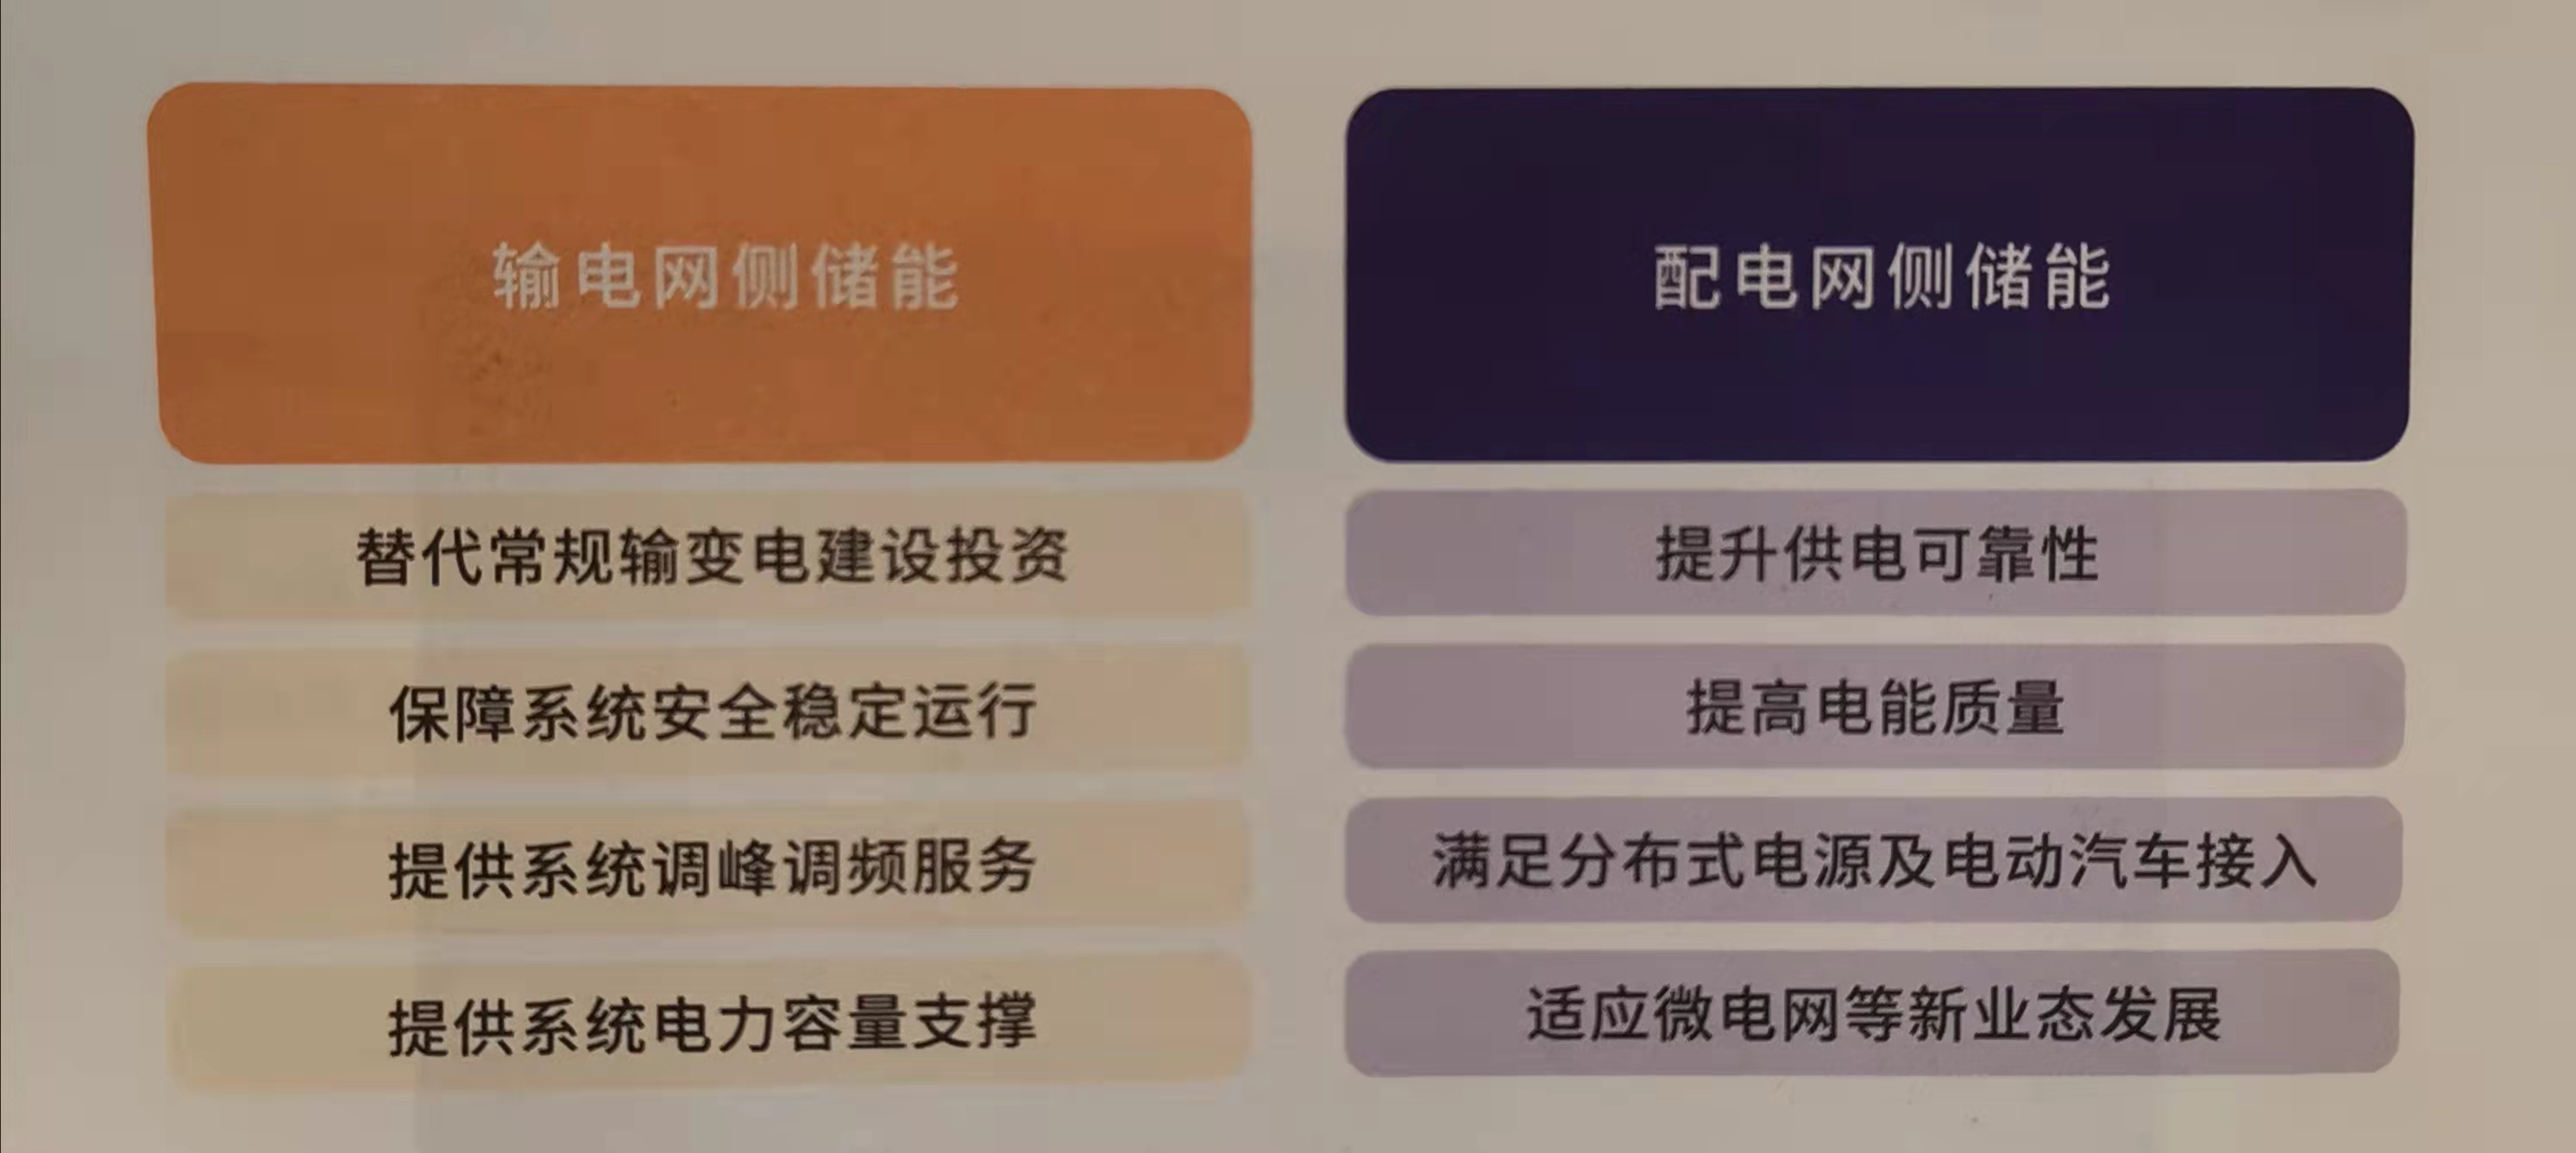 输电网侧储能
替代常规输变电建设投资
保障系统安全稳定运行
提供系统调峰调频服务
提供系统电力容量支撑
配电网侧储能
提升供电可靠性
提高电能质量
满足分布式电源及电动汽车接入
适应微电网等新业态发展